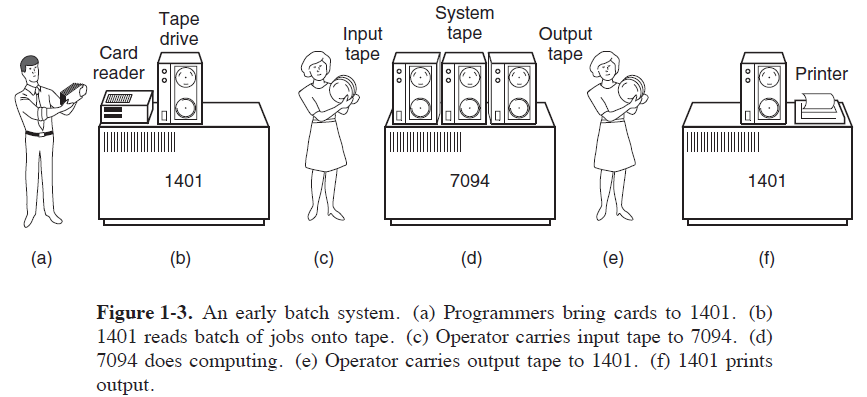 Tape
drive
Card
reader
1401
Input
tape
System
tape
7094
Output
tape
Printer
1401
(a)
(b)
(c)
(d)
(e)
(f)
Figure 1-3. An early batch system. (a) Programmers bring cards to 1401. (b)
1401 reads batch of jobs onto tape. (c) Operator carries input tape to 7094. (d)
7094 does computing. (e) Operator carries output tape to 1401. (f) 1401 prints
output.